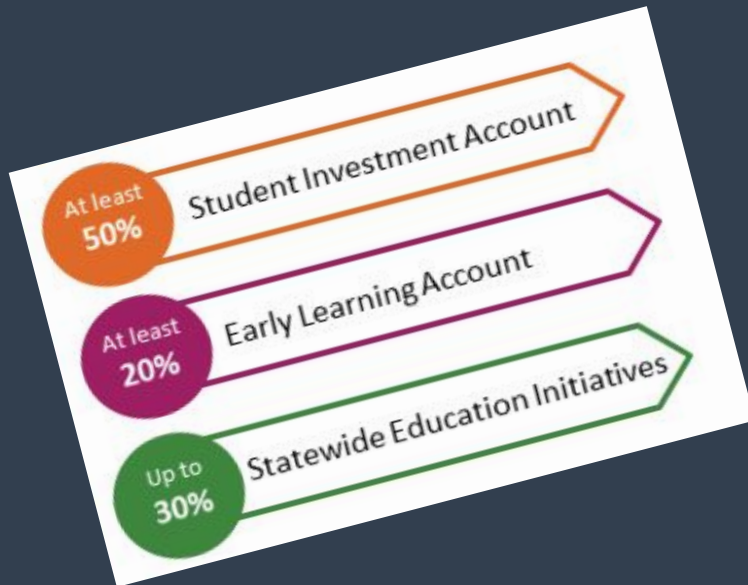 At least
50%
Student Investment Account
At least
20%
Early Learning Account
Up to
30%
Statewide Education Initiatives